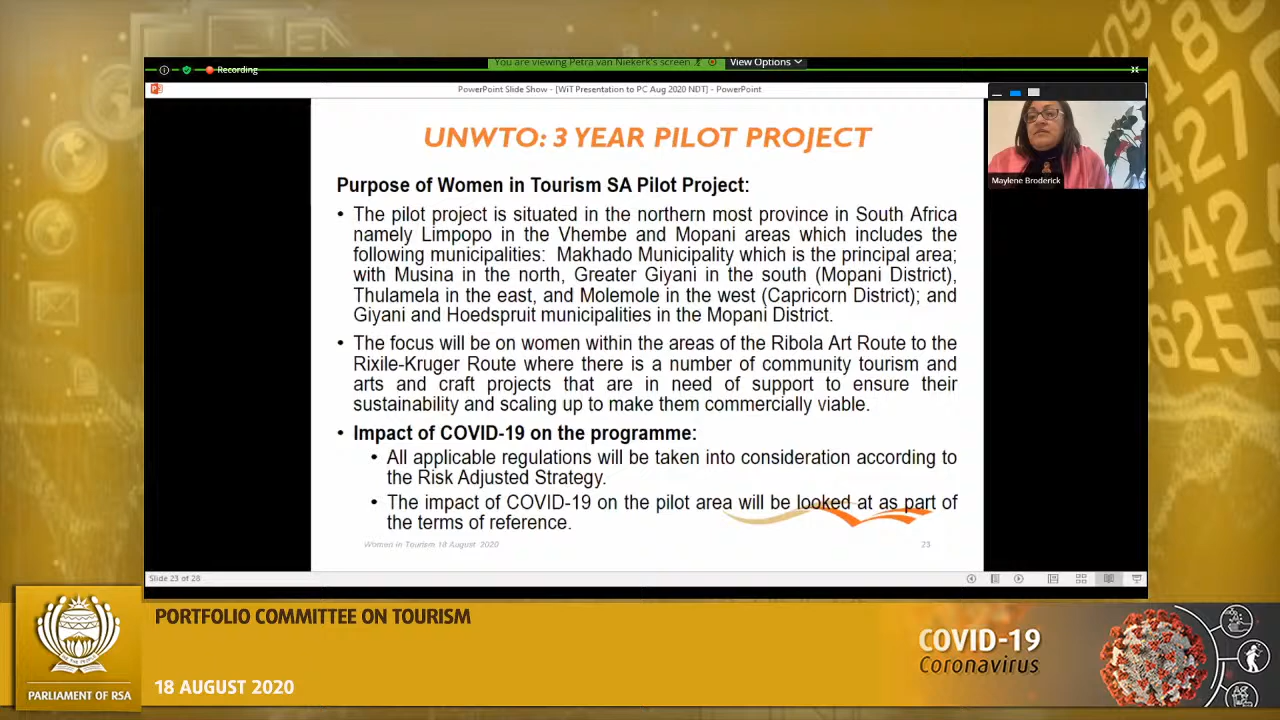 Recording
You are viewing Petra van Niekerk's screen.
View Options
PowerPoint Slide Show - [WiT Presentation to PC Aug 2020 NDT] - PowerPoint
UNWTO: 3 YEAR PILOT PROJECT
Maylene Broderick
Purpose of Women in Tourism SA Pilot Project:
• The pilot project is situated in the northern most province in South Africa
namely Limpopo in the Vhembe and Mopani areas which includes the
following municipalities: Makhado Municipality which is the principal area;
with Musina in the north, Greater Giyani in the south (Mopani District),
Thulamela in the east, and Molemole in the west (Capricorn District); and
Giyani and Hoedspruit municipalities in the Mopani District.
• The focus will be on women within the areas of the Ribola Art Route to the
Rixile-Kruger Route where there is a number of community tourism and
arts and craft projects that are in need of support to ensure their
sustainability and scaling up to make them commercially viable.
• Impact of COVID-19 on the programme:
• All applicable regulations will be taken into consideration according to
the Risk Adjusted Strategy.
• The impact of COVID-19 on the pilot area will be looked at as part of
the terms of reference.
Women in Tourism 18 August 2020
23
Slide 23 of 28
PORTFOLIO COMMITTEE ON TOURISM
18 AUGUST 2020
PARLIAMENT OF RSA
COVID-19
Coronavirus